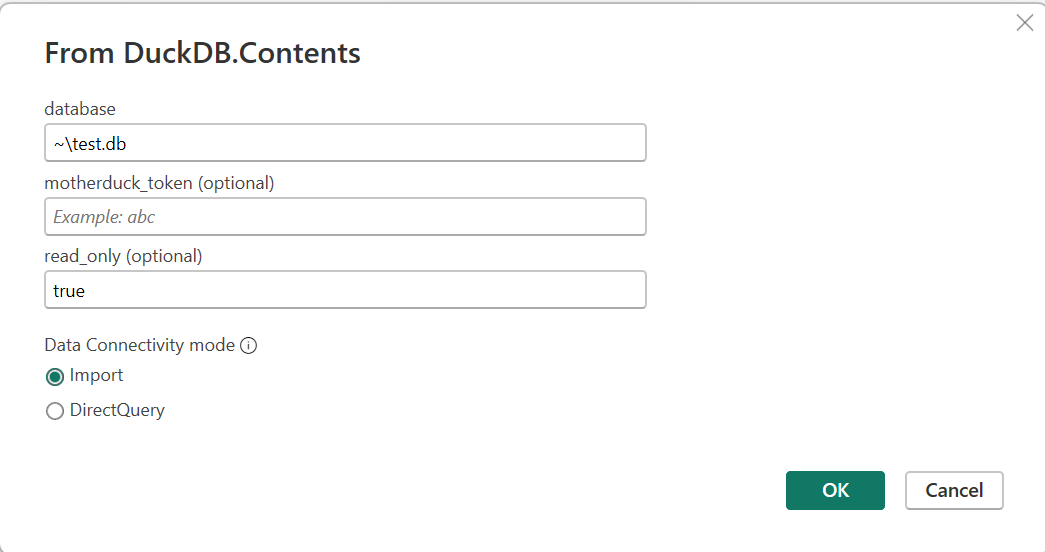 From DuckDB.Contents
database
~\test.db
motherduck_token (optional)
Example: abc
read_only (optional)
true
Data Connectivity mode
Import
DirectQuery
OK Cancel